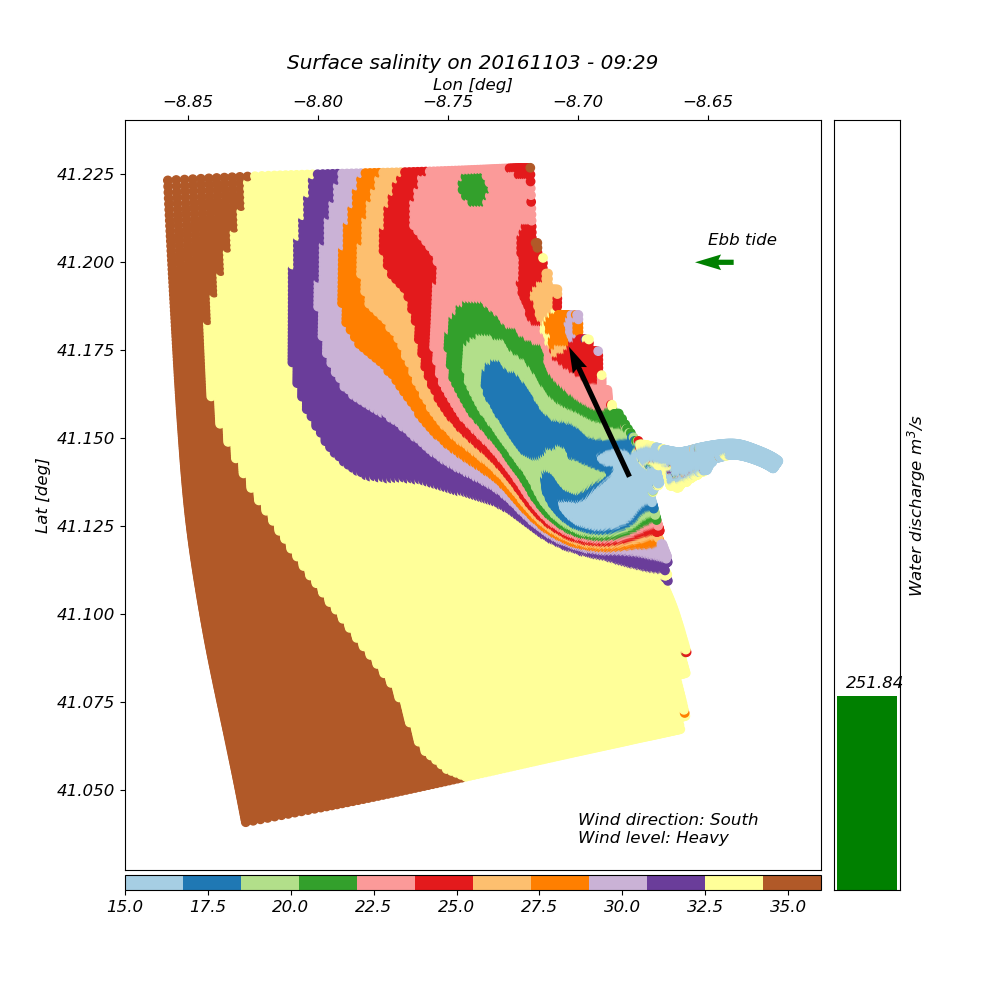 Surface salinity on 20161103 - 09:29
Lon [deg]
−8.85 −8.80 −8.75 −8.70 −8.65
41.225
41.200
41.175
41.150
41.125
41.100
41.075
41.050
Lat [deg]
Ebb tide
Wind direction: South
Wind level: Heavy
251.84
Water discharge m³/s
15.0 17.5 20.0 22.5 25.0 27.5 30.0 32.5 35.0